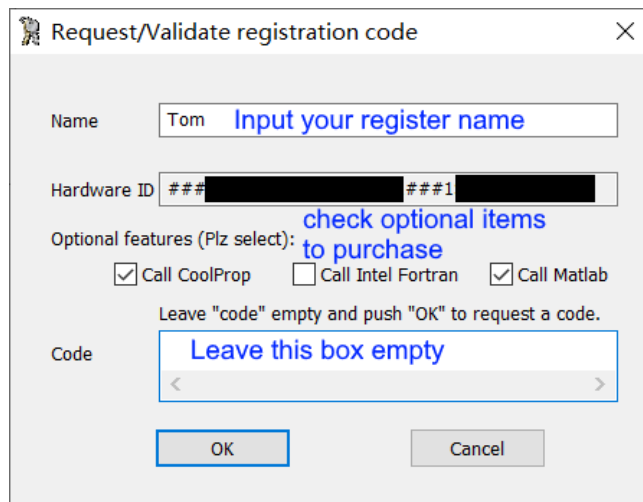 Request/Validate registration code
Name Tom Input your register name
Hardware ID ### ###1
check optional items
Optional features (Plz select): to purchase
Call CoolProp Call Intel Fortran Call Matlab
Leave "code" empty and push "OK" to request a code.
Code Leave this box empty
OK Cancel